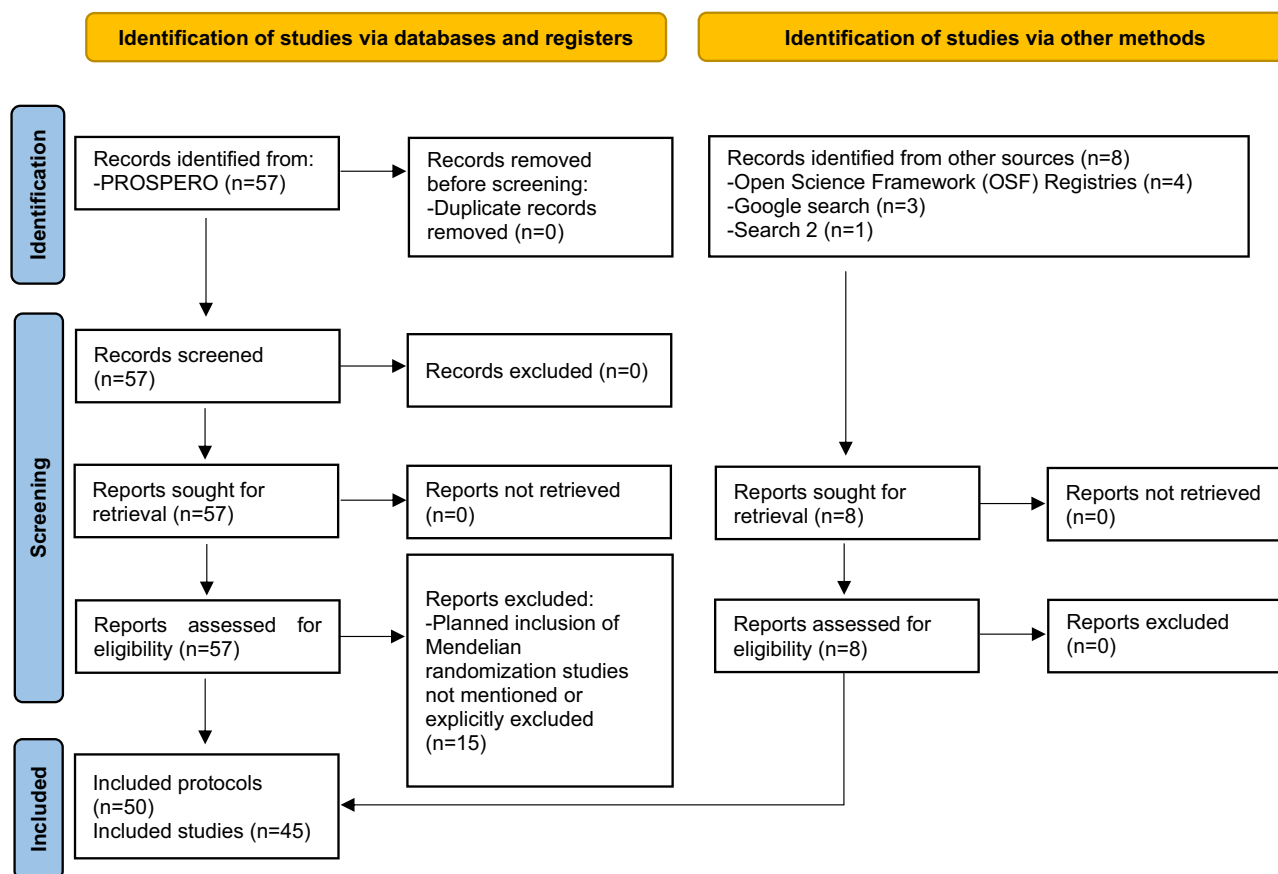 Identification of studies via databases and registers
Identification of studies via other methods
Identification
Records identified from:
-PROSPERO (n=57)
Records removed
before screening:
-Duplicate records
removed (n=0)
Records identified from other sources (n=8)
-Open Science Framework (OSF) Registries (n=4)
-Google search (n=3)
-Search 2 (n=1)
Screening
Records screened
(n=57)
Records excluded (n=0)
Reports sought for
retrieval (n=57)
Reports not retrieved
(n=0)
Reports sought for
retrieval (n=8)
Reports not retrieved
(n=0)
Reports assessed for
eligibility (n=57)
Reports excluded:
-Planned inclusion of
Mendelian
randomization studies
not mentioned or
explicitly excluded
(n=15)
Reports assessed for
eligibility (n=8)
Reports excluded
(n=0)
Included
Included protocols
(n=50)
Included studies (n=45)